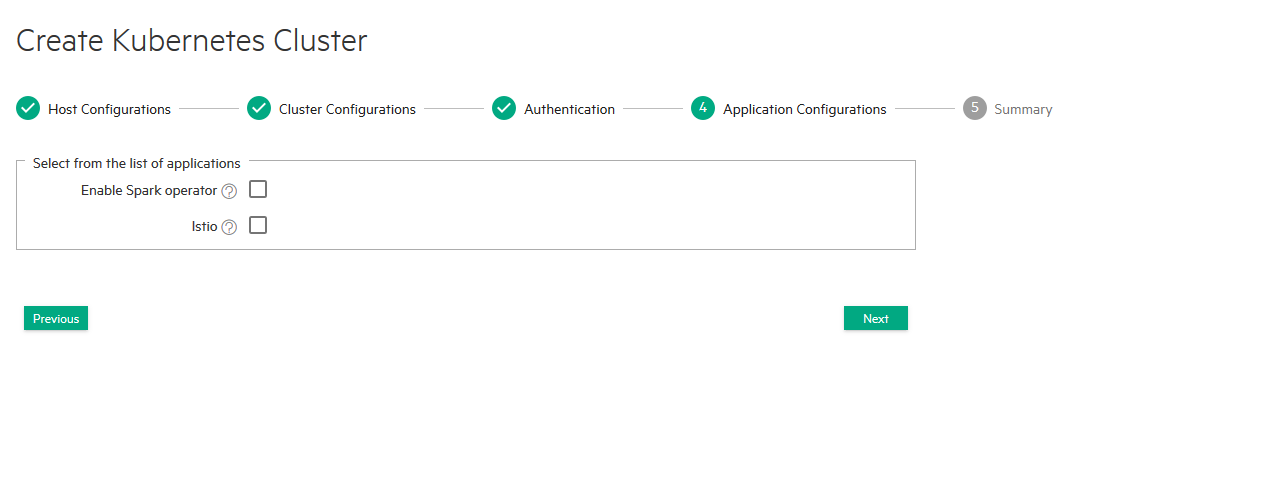 Create Kubernetes Cluster
Host Configurations
Cluster Configurations
Authentication
4 Application Configurations
5 Summary
Select from the list of applications
Enable Spark operator ?
Istio ?
Previous
Next